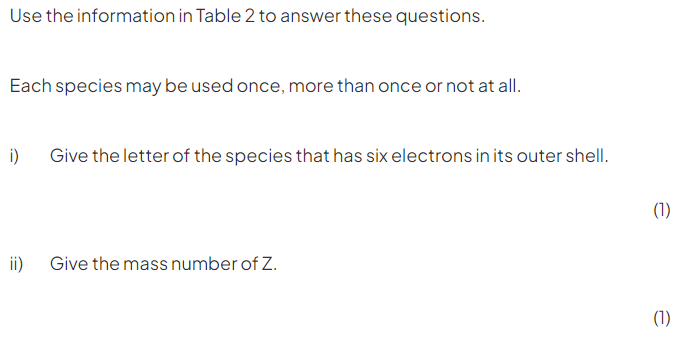 Use the information in Table 2 to answer these questions.
Each species may be used once, more than once or not at all.
i) Give the letter of the species that has six electrons in its outer shell.
(1)
ii) Give the mass number of Z.
(1)